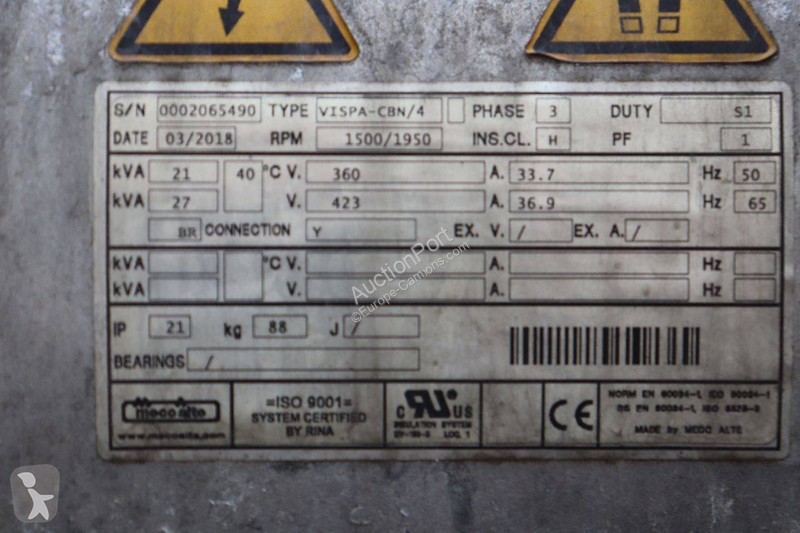 S/N 0002065490 TYPE VISPA-CBN/4 PHASE 3 DUTY S1
DATE 03/2018 RPM 1500/1950 INS.CL. H PF 1
kVA 21 40 °C V. 360 A. 33.7 Hz 50
kVA 27 V. 423 A. 36.9 Hz 65
BR CONNECTION Y EX. V. / EX. A. /
kVA °C V. A. Hz
kVA V. A. Hz
IP 21 kg 88 J /
BEARINGS /
Mecc Alte
www.meccalte.com
=ISO 9001=
SYSTEM CERTIFIED
BY RINA
C RU US
INSULATION SYSTEM
CE
NORM EN 60034-1, ISO
BS EN 60034-1, ISO 8528-3
MADE by MECC ALTE
AuctionPort
©Europe-Camions.com